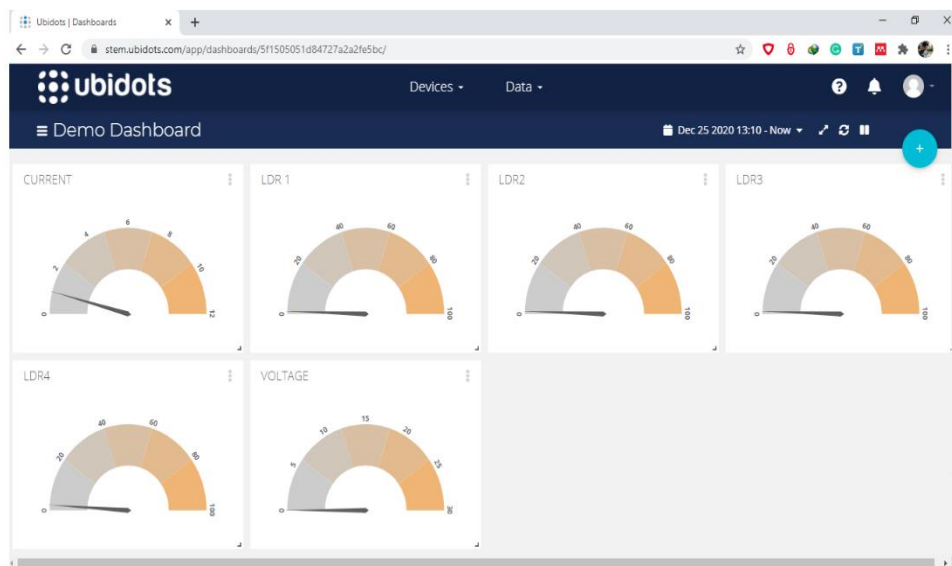 Ubidots | Dashboards
stem.ubidots.com/app/dashboards/5f1505051d84727a2a2fe5bc/
ubidots
Devices
Data
Demo Dashboard
Dec 25 2020 13:10 - Now
CURRENT
0 2 4 6 8 10 12
LDR 1
0 20 40 60 80 100
LDR2
0 20 40 60 80 100
LDR3
0 20 40 60 80 100
LDR4
0 20 40 60 80 100
VOLTAGE
0 5 10 15 20 25 30